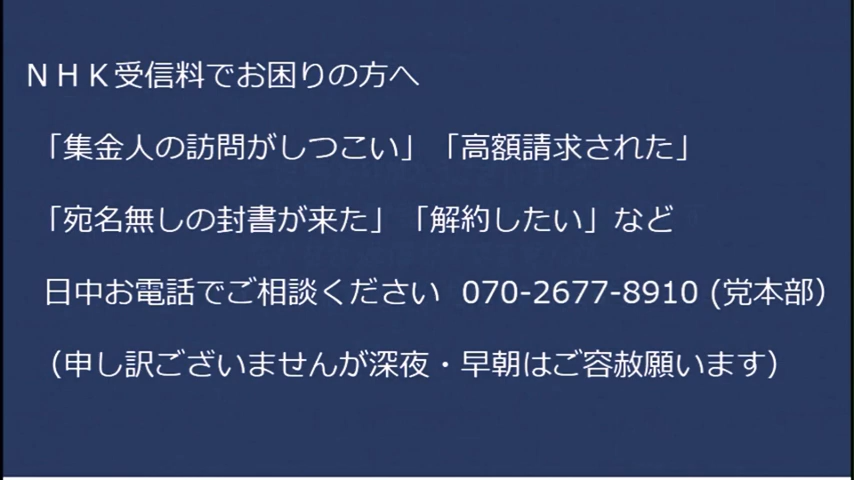 ＮＨＫ受信料でお困りの方へ
「集金人の訪問がしつこい」「高額請求された」
「宛名無しの封書が来た」「解約したい」など
日中お電話でご相談ください 070-2677-8910 (党本部）
（申し訳ございませんが深夜・早朝はご容赦願います）